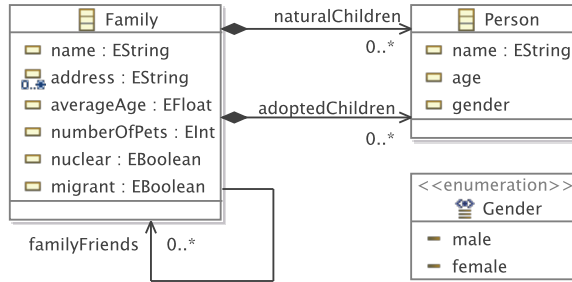 Family
name : EString
address : EString
0..*
averageAge : EFloat
numberOfPets : EInt
nuclear : EBoolean
migrant : EBoolean
naturalChildren
0..*
adoptedChildren
0..*
familyFriends
0..*
Person
name : EString
age
gender
<<enumeration>>
Gender
male
female